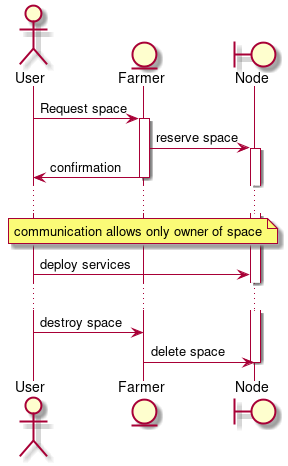 User Farmer Node
Request space
reserve space
confirmation
communication allows only owner of space
deploy services
destroy space
delete space
User Farmer Node